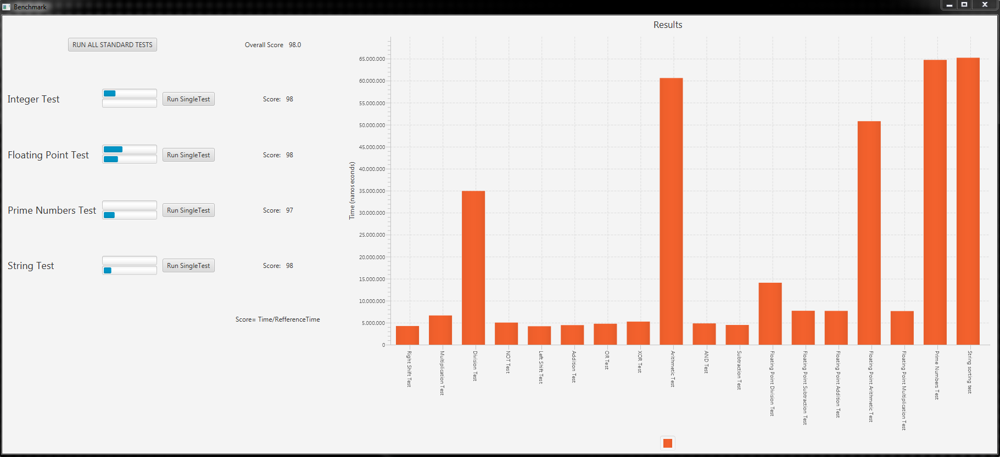 Benchmark
RUN ALL STANDARD TESTS
Overall Score 98.0
Integer Test
Run SingleTest
Score: 98
Floating Point Test
Run SingleTest
Score: 98
Prime Numbers Test
Run SingleTest
Score: 97
String Test
Run SingleTest
Score: 98
Score= Time/RefferenceTime
Results
Time (nanoseconds)
65.000.000
60.000.000
55.000.000
50.000.000
45.000.000
40.000.000
35.000.000
30.000.000
25.000.000
20.000.000
15.000.000
10.000.000
5.000.000
0
Right Shift Test
Multiplication Test
Division Test
NOT Test
Left Shift Test
Addition Test
OR Test
XOR Test
Arithmetic Test
AND Test
Subtraction Test
Floating Point Division Test
Floating Point Subtraction Test
Floating Point Addition Test
Floating Point Arithmetic Test
Floating Point Multiplication Test
Prime Numbers Test
String sorting test